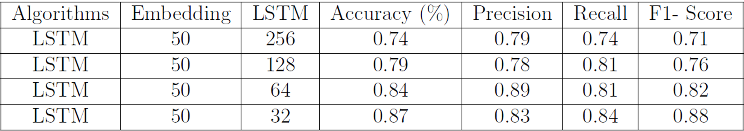 Algorithms Embedding LSTM Accuracy (%) Precision Recall F1- Score
LSTM 50 256 0.74 0.79 0.74 0.71
LSTM 50 128 0.79 0.78 0.81 0.76
LSTM 50 64 0.84 0.89 0.81 0.82
LSTM 50 32 0.87 0.83 0.84 0.88